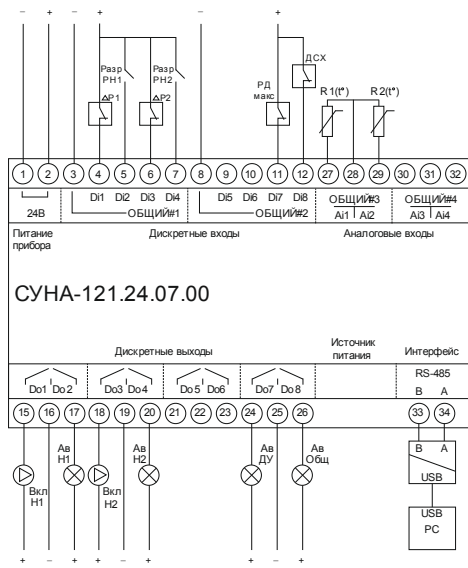 – + – + – +
Разр РН1
Разр РН2
ΔP1
ΔP2
РД макс
ДСХ
R1(t°)
R2(t°)
1 2 3 4 5 6 7 8 9 10 11 12 27 28 29 30 31 32
Di1 Di2 Di3 Di4 Di5 Di6 Di7 Di8
24В
ОБЩИЙ#1
ОБЩИЙ#2
ОБЩИЙ#3
ОБЩИЙ#4
Ai1 Ai2
Ai3 Ai4
Питание прибора
Дискретные входы
Аналоговые входы
СУНА-121.24.07.00
Дискретные выходы
Источник питания
Интерфейс
RS-485
B A
Do1 Do2
Do3 Do4
Do5 Do6
Do7 Do8
15 16 17 18 19 20 21 22 23 24 25 26 33 34
Ав Н1
Ав Н2
Ав ДУ
Ав Общ
Вкл Н1
Вкл Н2
B A
USB
USB
PC
+ – + + – + + – +